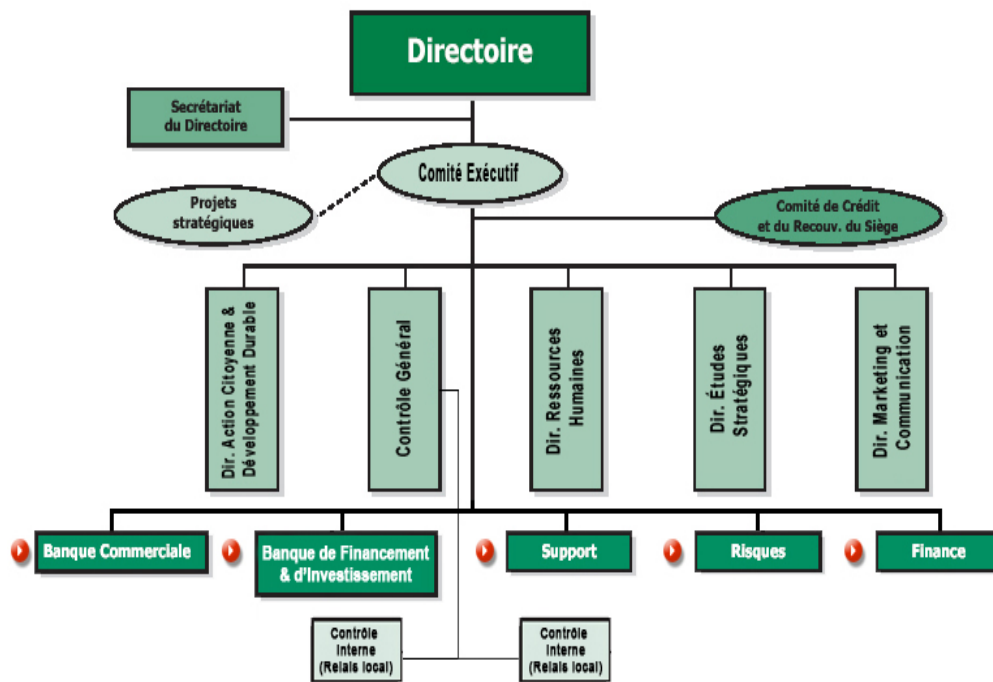 Directoire
Secrétariat
du Directoire
Comité Exécutif
Projets
stratégiques
Comité de Crédit
et du Recouv. du Siège
Dir. Action Citoyenne &
Développement Durable
Contrôle Général
Dir. Ressources
Humaines
Dir. Études
Stratégiques
Dir. Marketing et
Communication
Banque Commerciale
Banque de Financement
& d'Investissement
Support
Risques
Finance
Contrôle
Interne
(Relais local)
Contrôle
Interne
(Relais local)